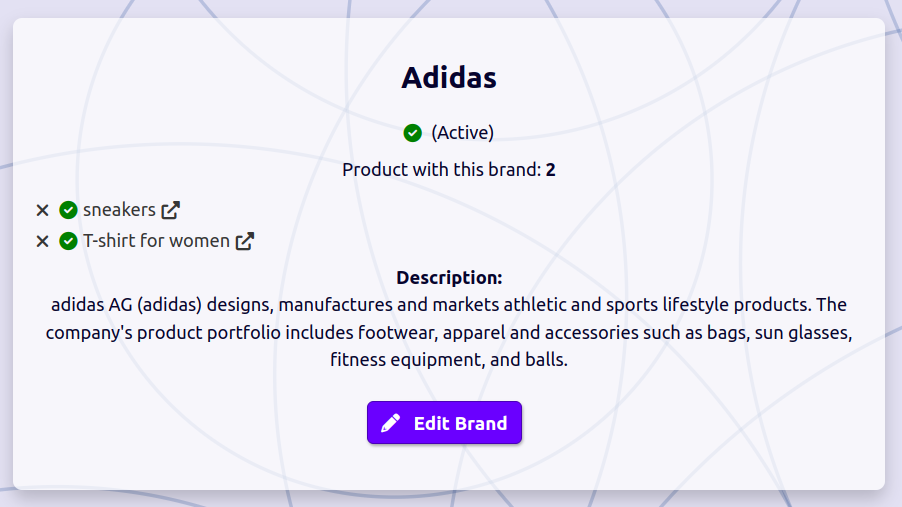 Adidas
(Active)
Product with this brand: 2
sneakers
T-shirt for women
Description:
adidas AG (adidas) designs, manufactures and markets athletic and sports lifestyle products. The
company's product portfolio includes footwear, apparel and accessories such as bags, sun glasses,
fitness equipment, and balls.
Edit Brand